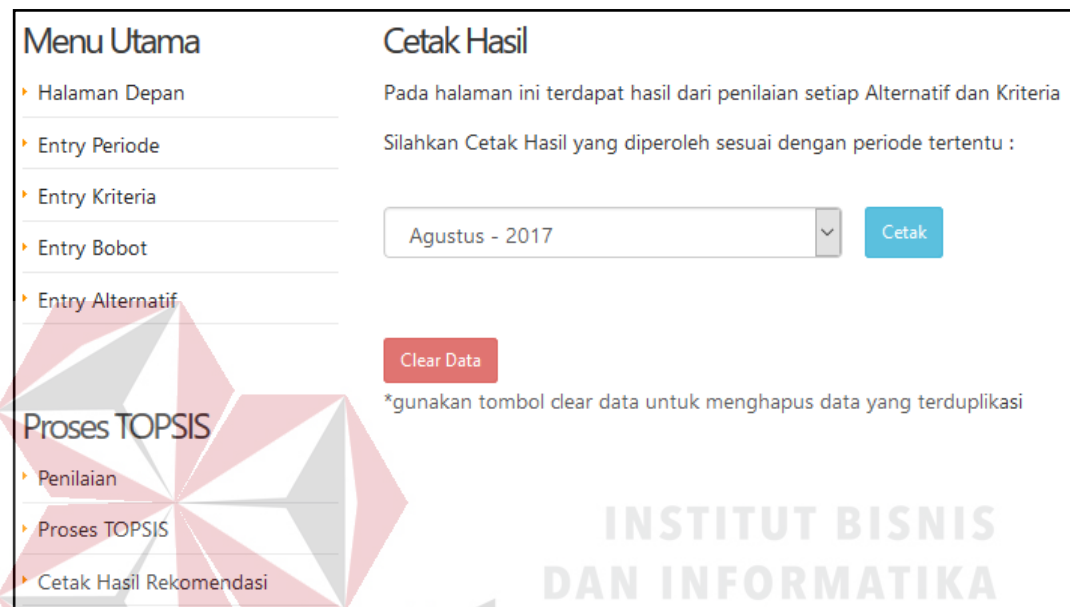 Menu Utama
Halaman Depan
Entry Periode
Entry Kriteria
Entry Bobot
Entry Alternatif
Proses TOPSIS
Penilaian
Proses TOPSIS
Cetak Hasil Rekomendasi
Cetak Hasil
Pada halaman ini terdapat hasil dari penilaian setiap Alternatif dan Kriteria
Silahkan Cetak Hasil yang diperoleh sesuai dengan periode tertentu :
Agustus - 2017
Cetak
Clear Data
*gunakan tombol clear data untuk menghapus data yang terduplikasi
INSTITUT BISNIS
DAN INFORMATIKA